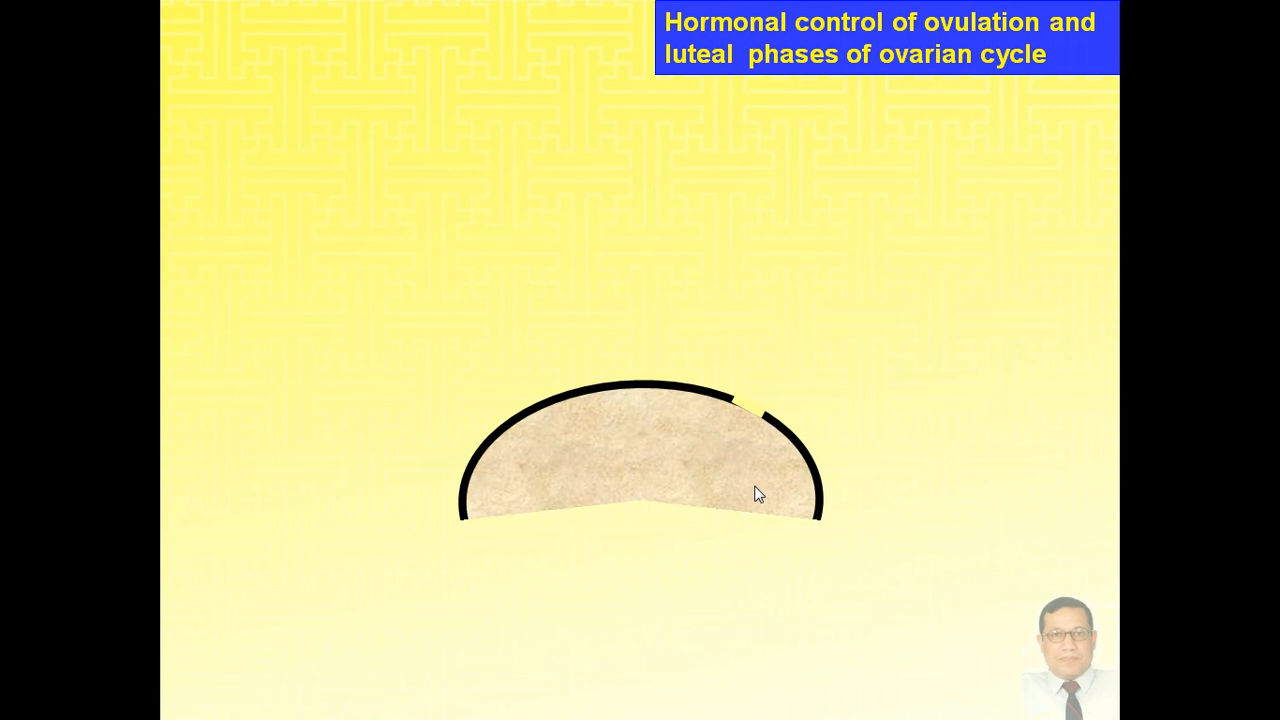 Hormonal control of ovulation and
luteal phases of ovarian cycle